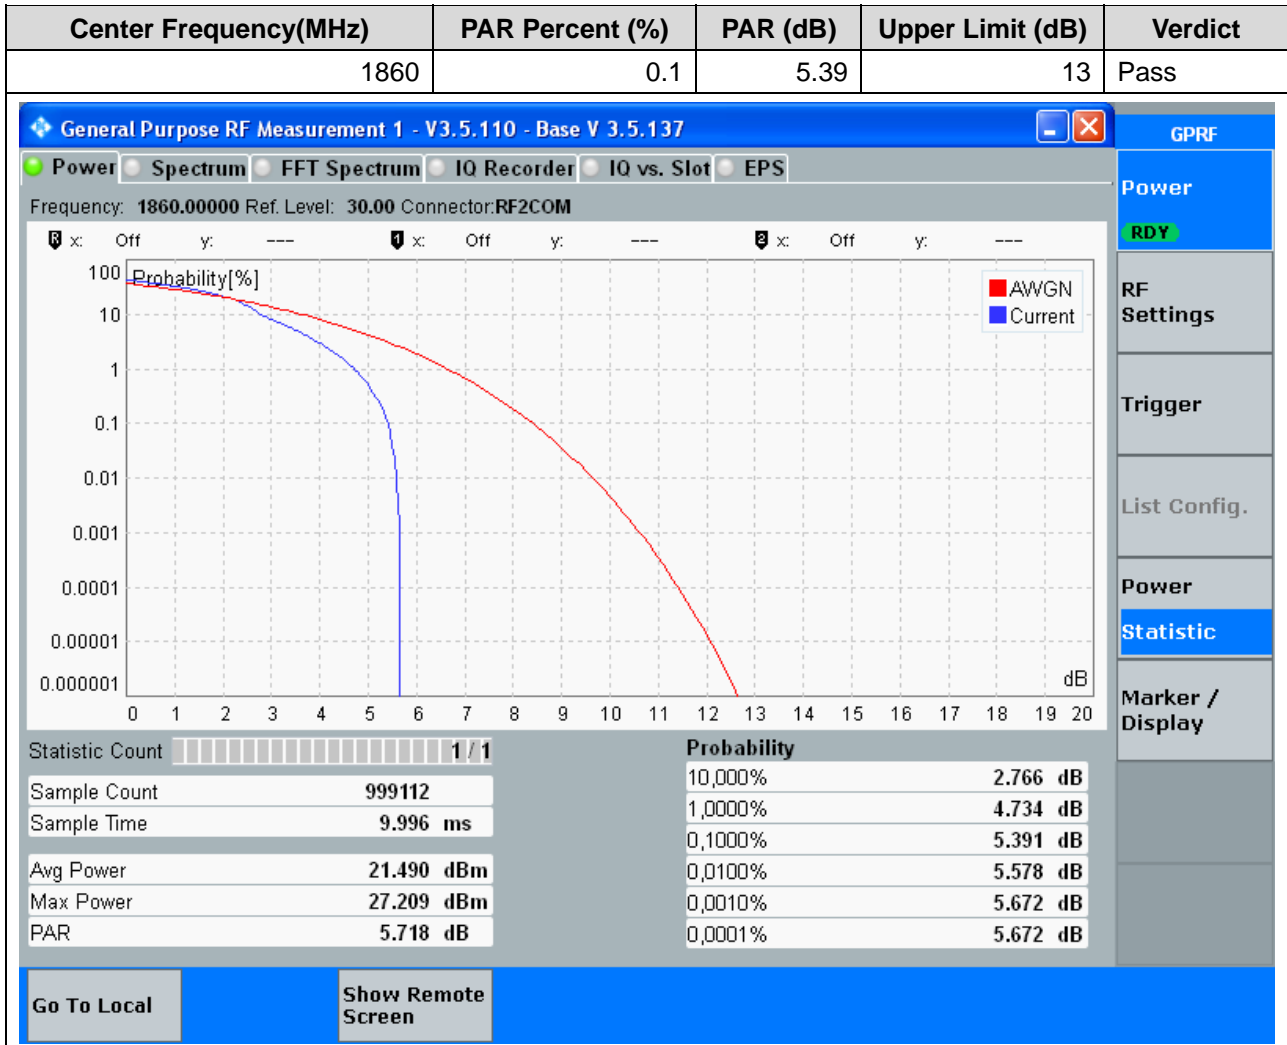 Center Frequency(MHz) PAR Percent (%) PAR (dB) Upper Limit (dB) Verdict
1860 0.1 5.39 13 Pass
General Purpose RF Measurement 1 - V3.5.110 - Base V 3.5.137
GPRF
Power Spectrum FFT Spectrum IQ Recorder IQ vs. Slot EPS
Power
RDY
Frequency: 1860.00000 Ref. Level: 30.00 Connector:RF2COM
R x: Off y: --- 1 x: Off y: --- 2 x: Off y: ---
Probability[%]
AWGN
Current
100
10
1
0.1
0.01
0.001
0.0001
0.00001
0.000001
dB
0 1 2 3 4 5 6 7 8 9 10 11 12 13 14 15 16 17 18 19 20
RF
Settings
Trigger
List Config.
Power
Statistic
Marker /
Display
Statistic Count 1 / 1
Sample Count 999112
Sample Time 9.996 ms
Avg Power 21.490 dBm
Max Power 27.209 dBm
PAR 5.718 dB
Probability
10,000% 2.766 dB
1,0000% 4.734 dB
0,1000% 5.391 dB
0,0100% 5.578 dB
0,0010% 5.672 dB
0,0001% 5.672 dB
Go To Local
Show Remote
Screen